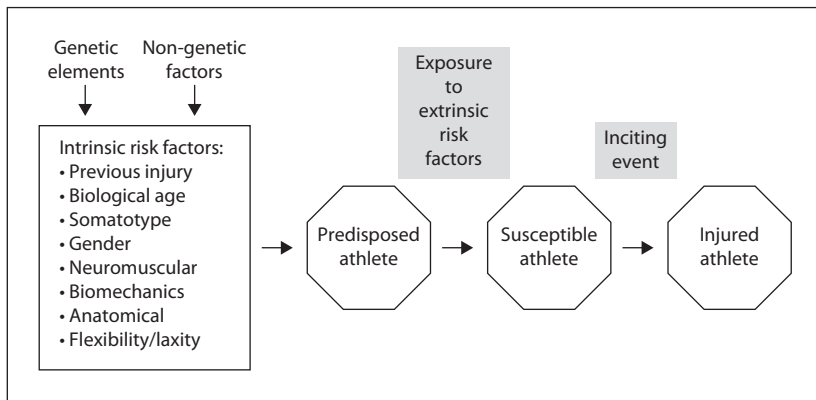 Genetic
elements
Non-genetic
factors
Intrinsic risk factors:
• Previous injury
• Biological age
• Somatotype
• Gender
• Neuromuscular
• Biomechanics
• Anatomical
• Flexibility/laxity
Predisposed
athlete
Exposure
to
extrinsic
risk
factors
Susceptible
athlete
Inciting
event
Injured
athlete